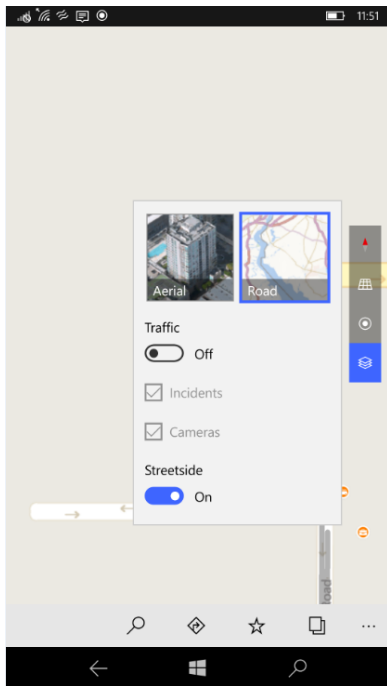 11:51
Aerial
Road
Traffic
Off
Incidents
Cameras
Streetside
On